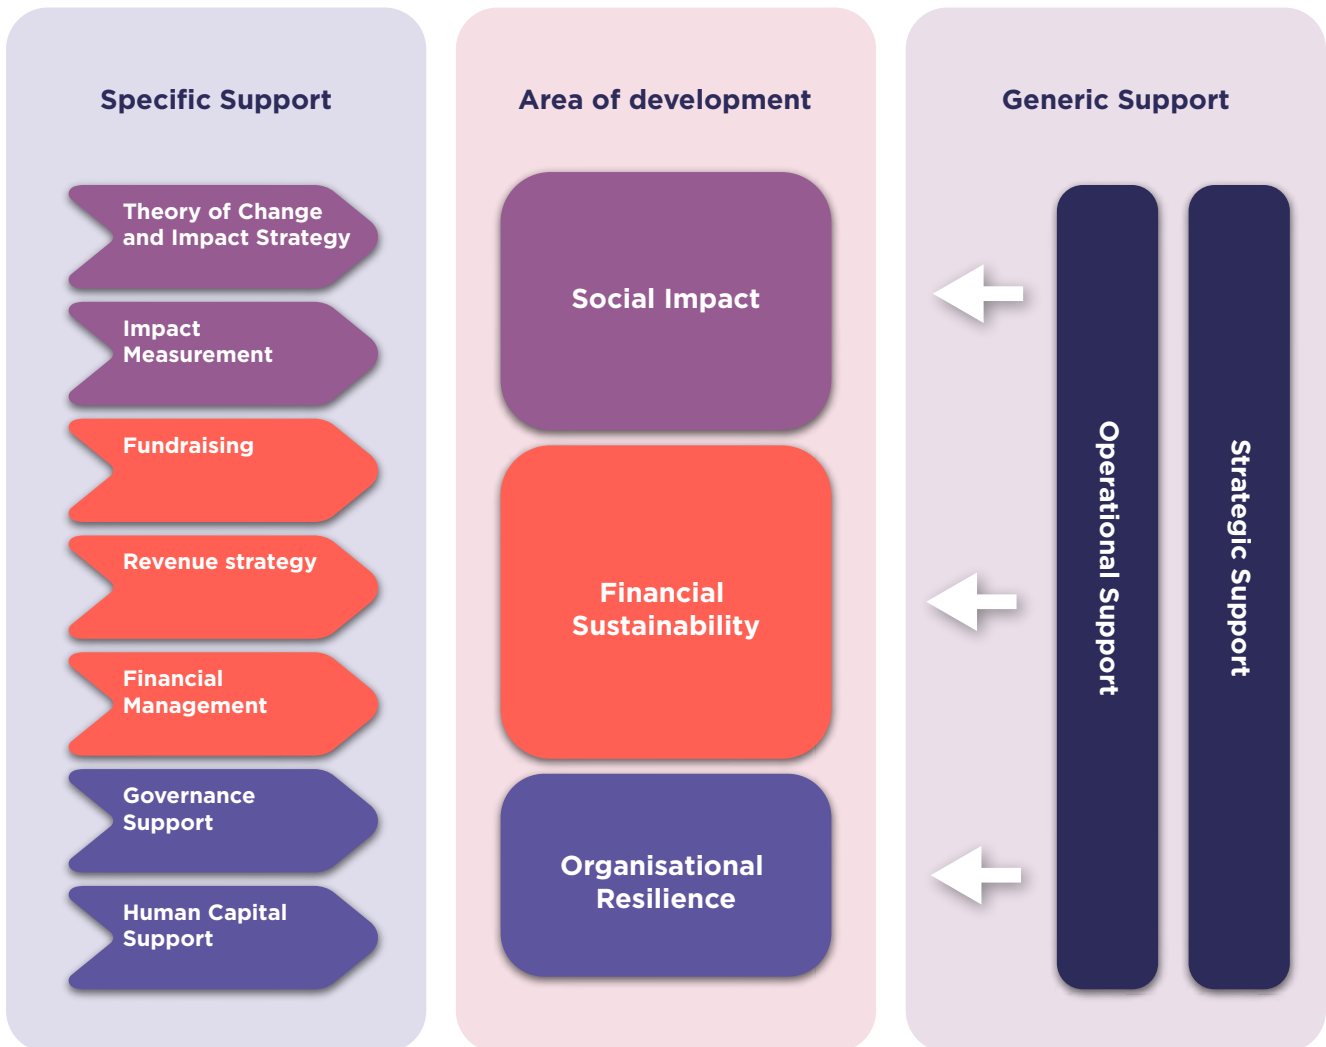 Specific Support
Theory of Change
and Impact Strategy
Impact
Measurement
Fundraising
Revenue strategy
Financial
Management
Governance
Support
Human Capital
Support
Area of development
Social Impact
Financial
Sustainability
Organisational
Resilience
Generic Support
Operational Support
Strategic Support